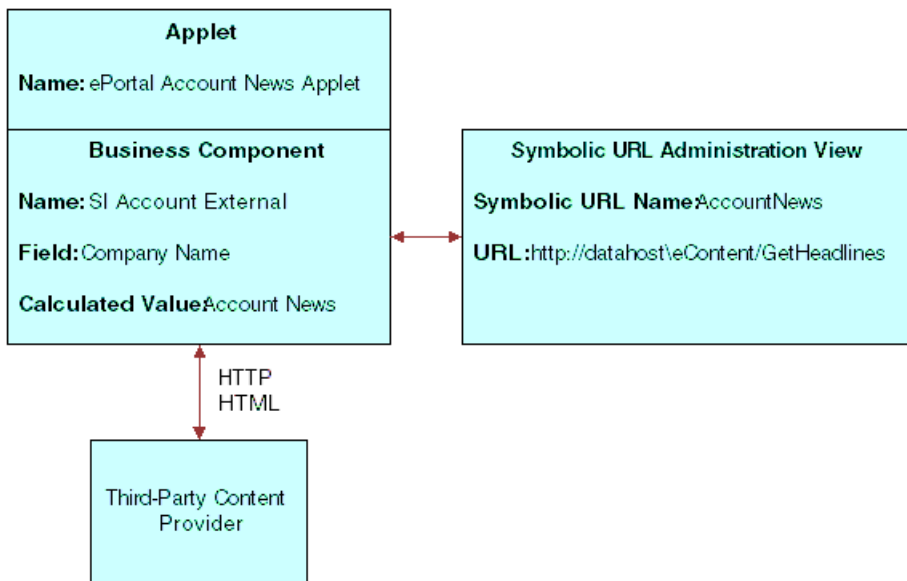 Applet
Name: ePortal Account News Applet
Business Component
Name: SI Account External
Field: Company Name
Calculated Value: Account News
Symbolic URL Administration View
Symbolic URL Name: AccountNews
URL: http://datahost\eContent/GetHeadlines
HTTP
HTML
Third-Party Content
Provider